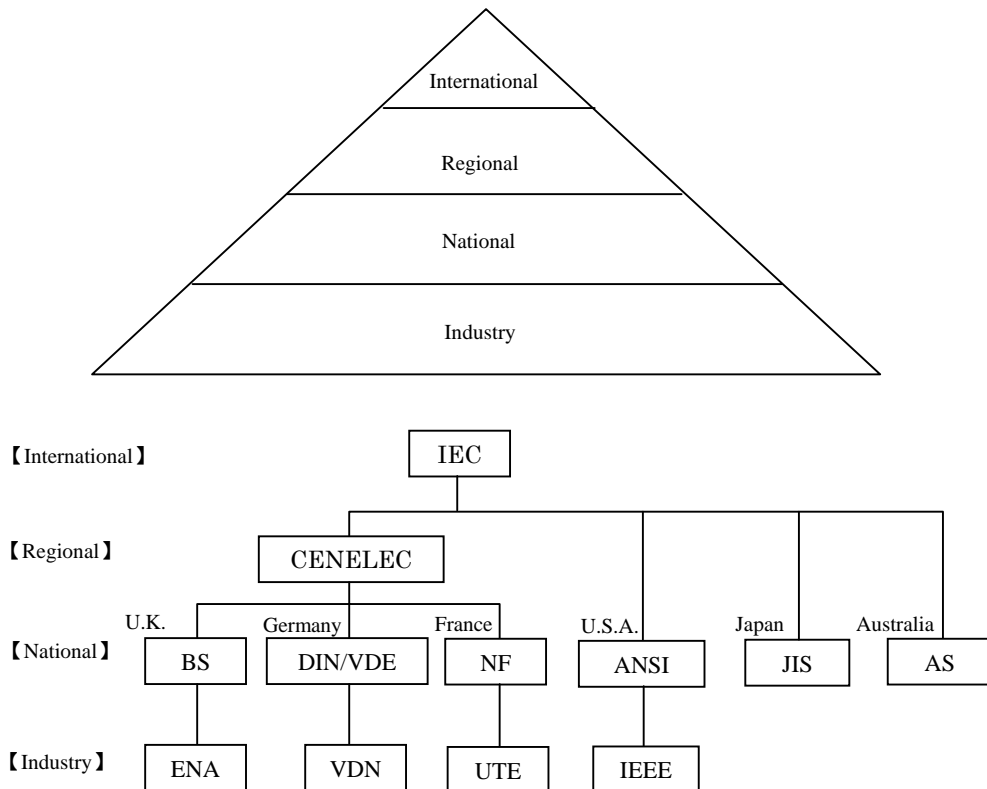 International
Regional
National
Industry
【International】
IEC
【Regional】
CENELEC
U.K.
Germany
France
U.S.A.
Japan
Australia
【National】
BS
DIN/VDE
NF
ANSI
JIS
AS
【Industry】
ENA
VDN
UTE
IEEE